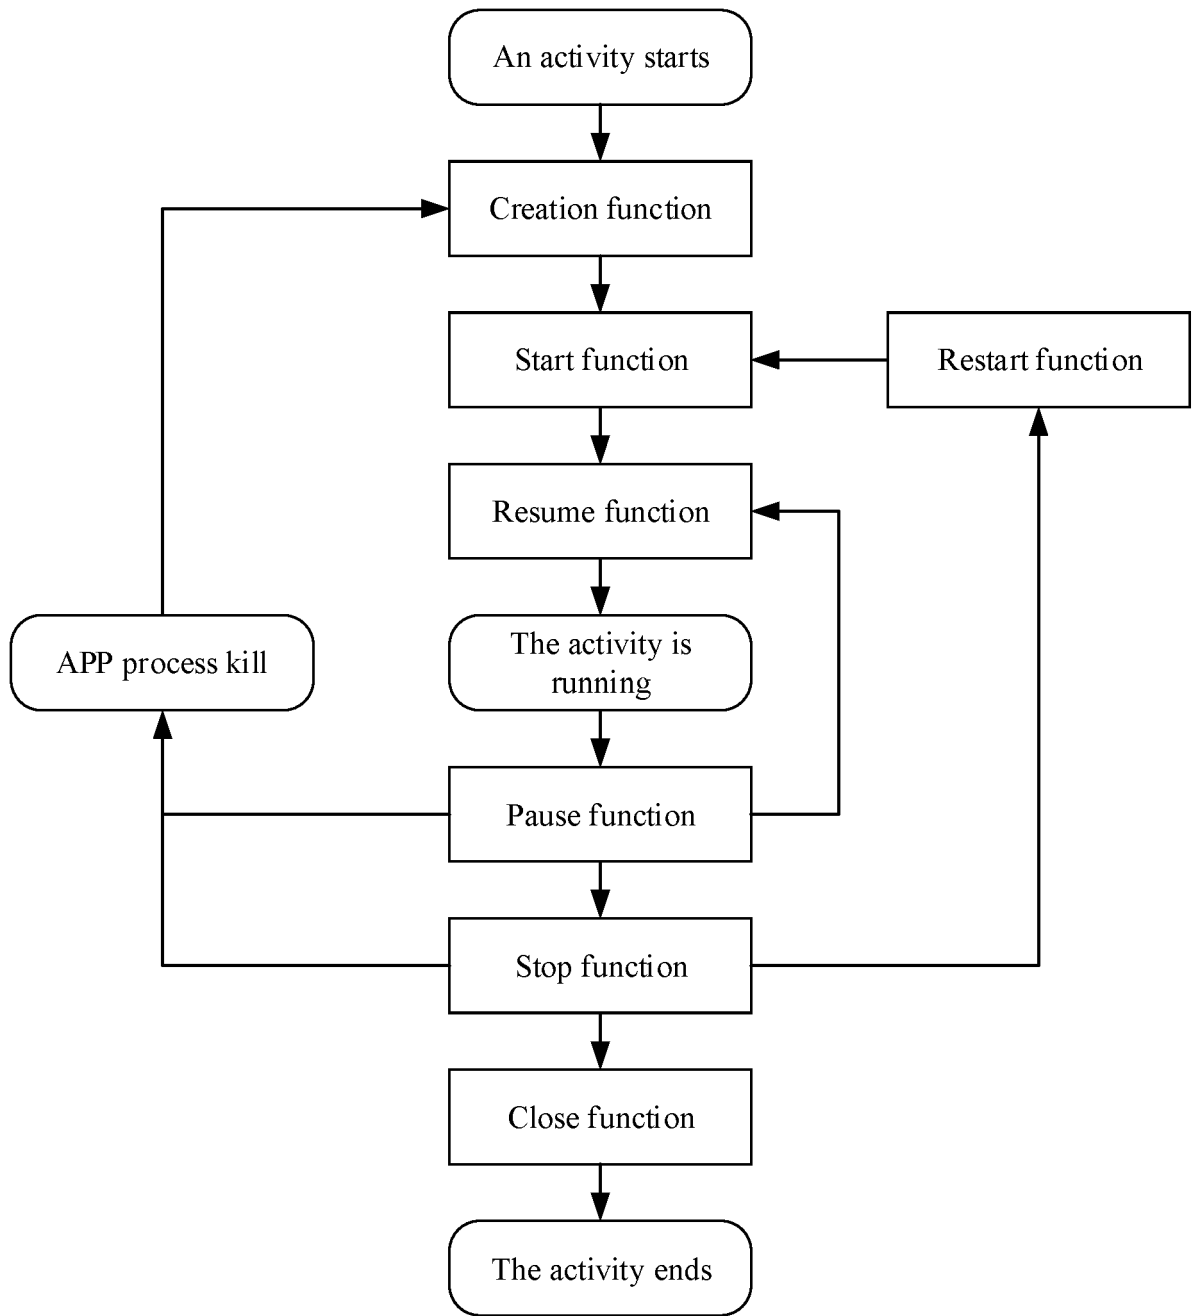 An activity starts
Creation function
Start function
Restart function
Resume function
APP process kill
The activity is
running
Pause function
Stop function
Close function
The activity ends